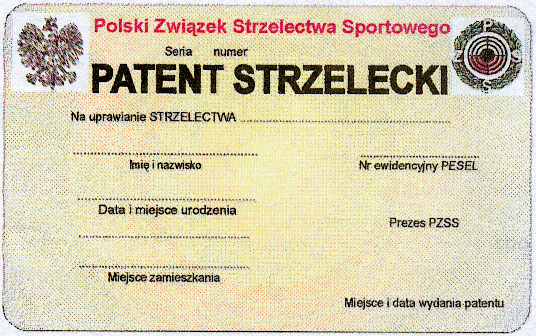 Polski Związek Strzelectwa Sportowego
Seria numer
PATENT STRZELECKI
P
Z S
S
Na uprawianie STRZELECTWA ........................................
Imię i nazwisko
Nr ewidencyjny PESEL
Data i miejsce urodzenia
Prezes PZSS
Miejsce zamieszkania
Miejsce i data wydania patentu